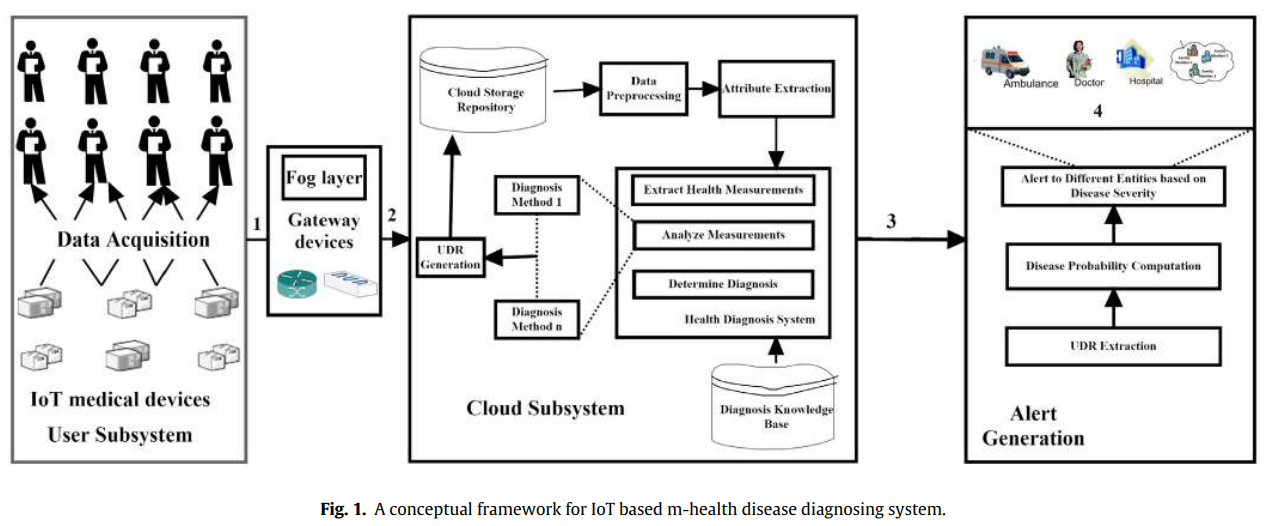 Data Acquisition
IoT medical devices
User Subsystem
1
Fog layer
Gateway
devices
2
Cloud Storage
Repository
Data
Preprocessing
Attribute Extraction
Diagnosis
Method 1
UDR
Generation
Diagnosis
Method n
Extract Health Measurements
Analyze Measurements
Determine Diagnosis
Health Diagnosis System
Diagnosis Knowledge
Base
Cloud Subsystem
3
Ambulance
Doctor
Hospital
4
Alert to Different Entities based on
Disease Severity
Disease Probability Computation
UDR Extraction
Alert
Generation
Fig. 1. A conceptual framework for IoT based m-health disease diagnosing system.